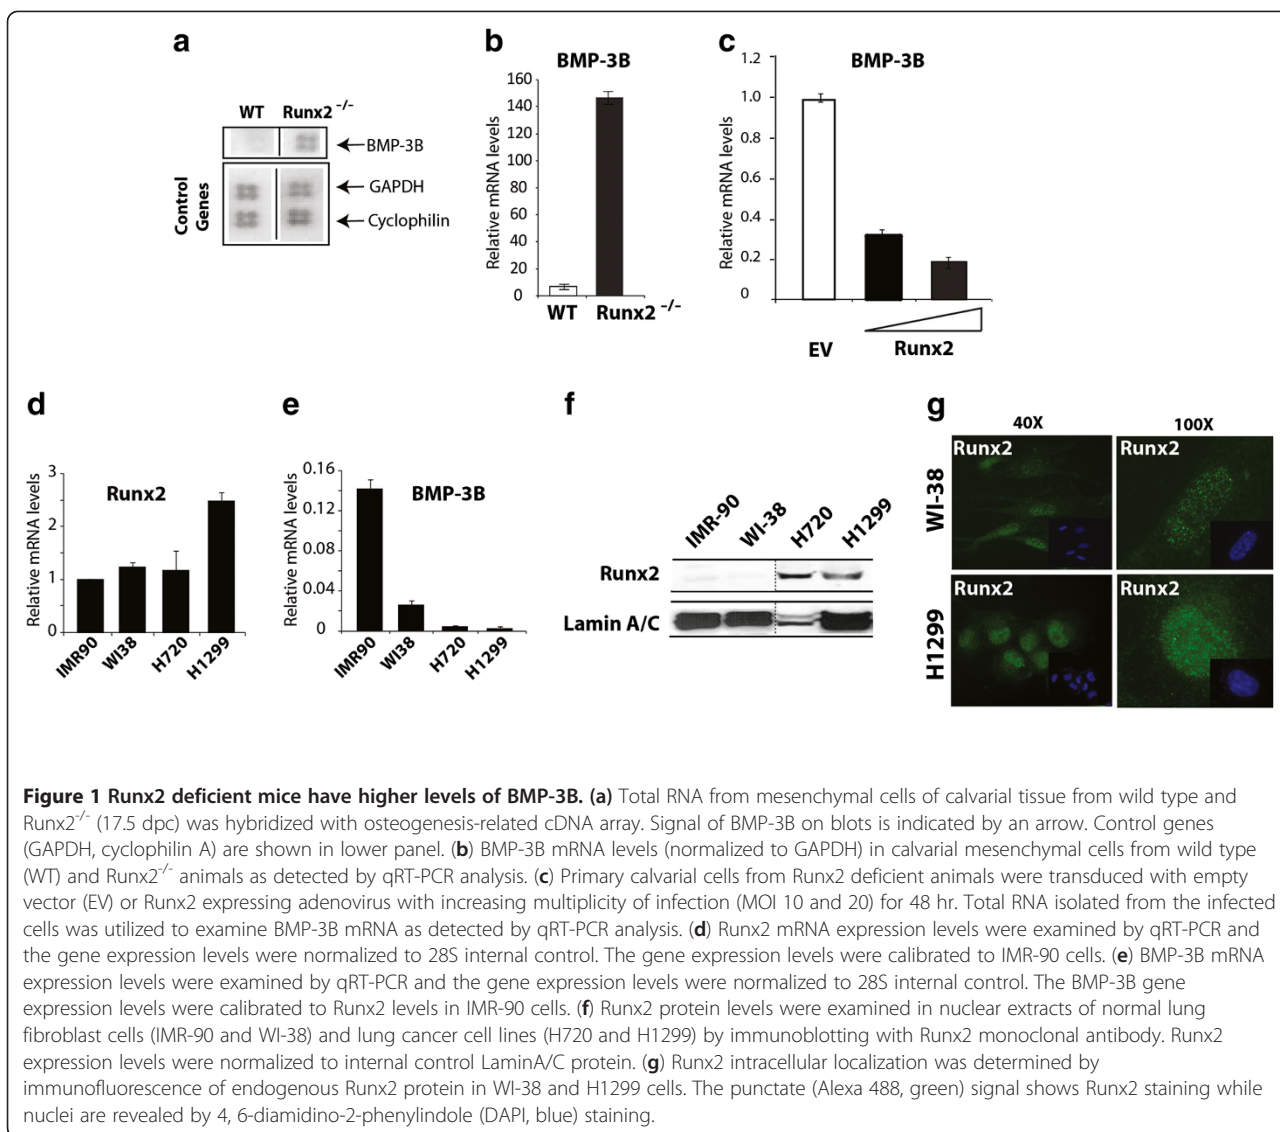 a
WT Runx2 -/-
BMP-3B
GAPDH
Cyclophilin
Control
Genes
b
BMP-3B
Relative mRNA levels
160
140
120
100
80
60
40
20
0
WT Runx2 -/-
c
BMP-3B
Relative mRNA levels
1.2
1.0
0.8
0.6
0.4
0.2
0
EV Runx2
d
Runx2
Relative mRNA levels
3
2
1
0
IMR90 WI38 H720 H1299
e
BMP-3B
Relative mRNA levels
0.16
0.12
0.08
0.04
0
IMR90 WI38 H720 H1299
f
IMR-90 WI-38 H720 H1299
Runx2
Lamin A/C
g
40X 100X
WI-38
Runx2 Runx2
H1299
Runx2 Runx2
Figure 1 Runx2 deficient mice have higher levels of BMP-3B. (a) Total RNA from mesenchymal cells of calvarial tissue from wild type and
Runx2-/- (17.5 dpc) was hybridized with osteogenesis-related cDNA array. Signal of BMP-3B on blots is indicated by an arrow. Control genes
(GAPDH, cyclophilin A) are shown in lower panel. (b) BMP-3B mRNA levels (normalized to GAPDH) in calvarial mesenchymal cells from wild type
(WT) and Runx2-/- animals as detected by qRT-PCR analysis. (c) Primary calvarial cells from Runx2 deficient animals were transduced with empty
vector (EV) or Runx2 expressing adenovirus with increasing multiplicity of infection (MOI 10 and 20) for 48 hr. Total RNA isolated from the infected
cells was utilized to examine BMP-3B mRNA as detected by qRT-PCR analysis. (d) Runx2 mRNA expression levels were examined by qRT-PCR and
the gene expression levels were normalized to 28S internal control. The gene expression levels were calibrated to IMR-90 cells. (e) BMP-3B mRNA
expression levels were examined by qRT-PCR and the gene expression levels were normalized to 28S internal control. The BMP-3B gene
expression levels were calibrated to Runx2 levels in IMR-90 cells. (f) Runx2 protein levels were examined in nuclear extracts of normal lung
fibroblast cells (IMR-90 and WI-38) and lung cancer cell lines (H720 and H1299) by immunoblotting with Runx2 monoclonal antibody. Runx2
expression levels were normalized to internal control LaminA/C protein. (g) Runx2 intracellular localization was determined by
immunofluorescence of endogenous Runx2 protein in WI-38 and H1299 cells. The punctate (Alexa 488, green) signal shows Runx2 staining while
nuclei are revealed by 4, 6-diamidino-2-phenylindole (DAPI, blue) staining.